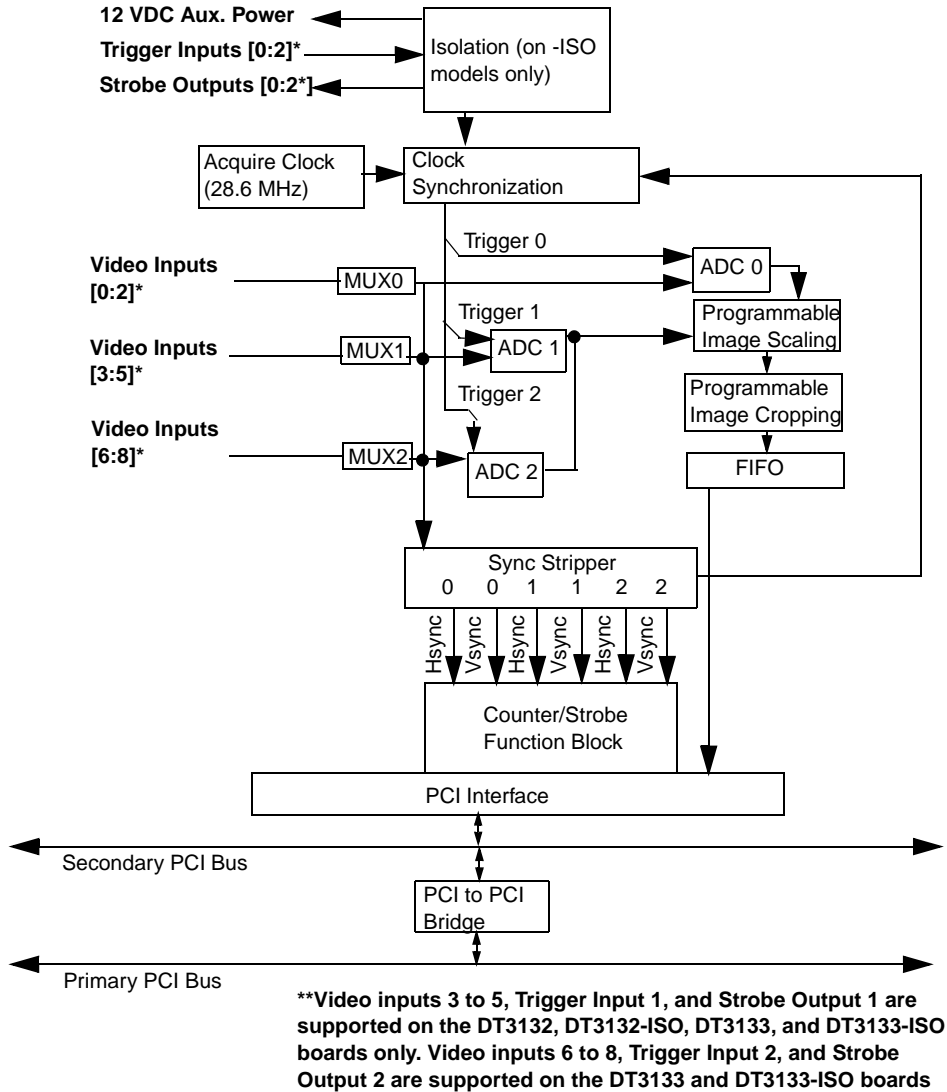 12 VDC Aux. Power
Trigger Inputs [0:2]*
Strobe Outputs [0:2*]
Isolation (on -ISO
models only)
Acquire Clock
(28.6 MHz)
Clock
Synchronization
Trigger 0
Video Inputs
[0:2]*
MUX0
ADC 0
Trigger 1
Programmable
Image Scaling
Video Inputs
[3:5]*
MUX1
ADC 1
Trigger 2
Programmable
Image Cropping
Video Inputs
[6:8]*
MUX2
ADC 2
FIFO
Sync Stripper
0 0 1 1 2 2
Hsync
Vsync
Hsync
Vsync
Hsync
Vsync
Counter/Strobe
Function Block
PCI Interface
Secondary PCI Bus
PCI to PCI
Bridge
Primary PCI Bus
**Video inputs 3 to 5, Trigger Input 1, and Strobe Output 1 are
supported on the DT3132, DT3132-ISO, DT3133, and DT3133-ISO
boards only. Video inputs 6 to 8, Trigger Input 2, and Strobe
Output 2 are supported on the DT3133 and DT3133-ISO boards